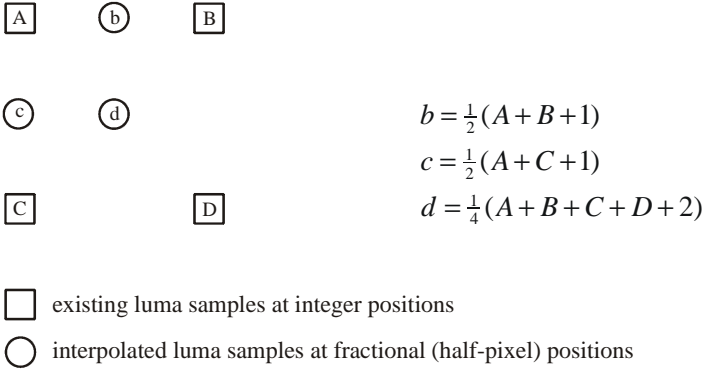 A b B
c d
b = ½(A + B + 1)
c = ½(A + C + 1)
C D
d = ¼(A + B + C + D + 2)
existing luma samples at integer positions
interpolated luma samples at fractional (half-pixel) positions